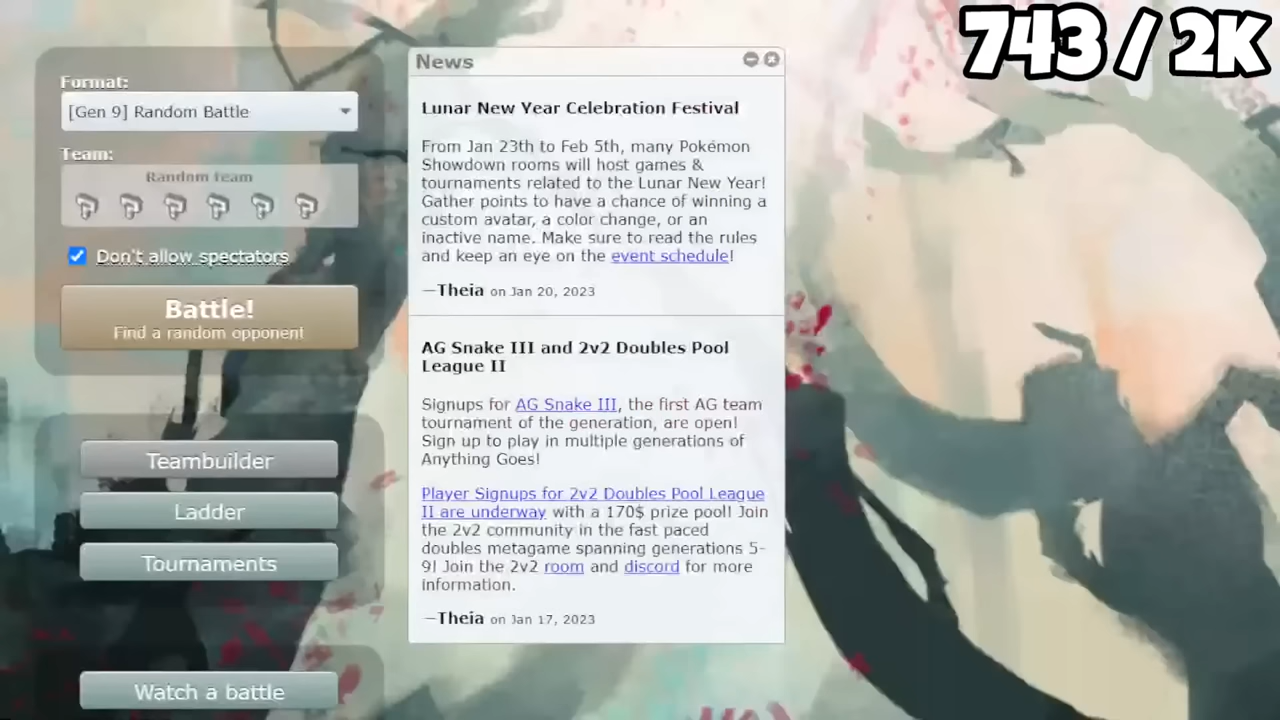 743 / 2K
Format:
[Gen 9] Random Battle
Team:
Random team
Don't allow spectators
Battle!
Find a random opponent
Teambuilder
Ladder
Tournaments
Watch a battle
News
Lunar New Year Celebration Festival
From Jan 23th to Feb 5th, many Pokémon
Showdown rooms will host games &
tournaments related to the Lunar New Year!
Gather points to have a chance of winning a
custom avatar, a color change, or an
inactive name. Make sure to read the rules
and keep an eye on the event schedule!
—Theia on Jan 20, 2023
AG Snake III and 2v2 Doubles Pool
League II
Signups for AG Snake III, the first AG team
tournament of the generation, are open!
Sign up to play in multiple generations of
Anything Goes!
Player Signups for 2v2 Doubles Pool League
II are underway with a 170$ prize pool! Join
the 2v2 community in the fast paced
doubles metagame spanning generations 5-
9! Join the 2v2 room and discord for more
information.
—Theia on Jan 17, 2023